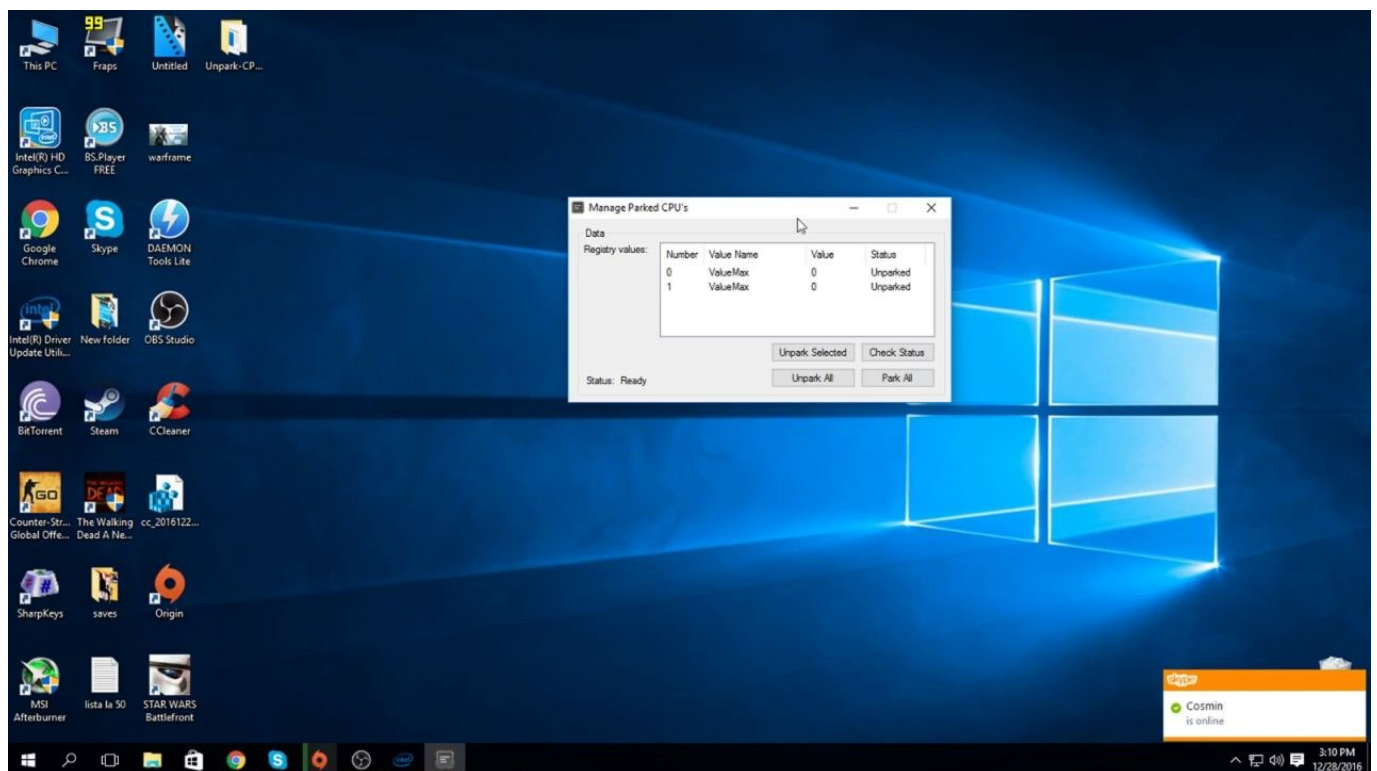 99
This PC
Fraps
Untitled
Unpark-CP...
Intel(R) HD
Graphics C...
BS.Player
FREE
warframe
Google
Chrome
Skype
DAEMON
Tools Lite
Intel(R) Driver
Update Utili...
New folder
OBS Studio
BitTorrent
Steam
CCleaner
Counter-Str...
Global Offe...
The Walking
Dead A Ne...
cc_2016122...
SharpKeys
saves
Origin
MSI
Afterburner
lista la 50
STAR WARS
Battlefront
Manage Parked CPU's
Data
Registry values:
Number Value Name Value Status
0 ValueMax 0 Unparked
1 ValueMax 0 Unparked
Unpark Selected Check Status
Status: Ready Unpark All Park All
skype
Cosmin
is online
3:10 PM
12/28/2016